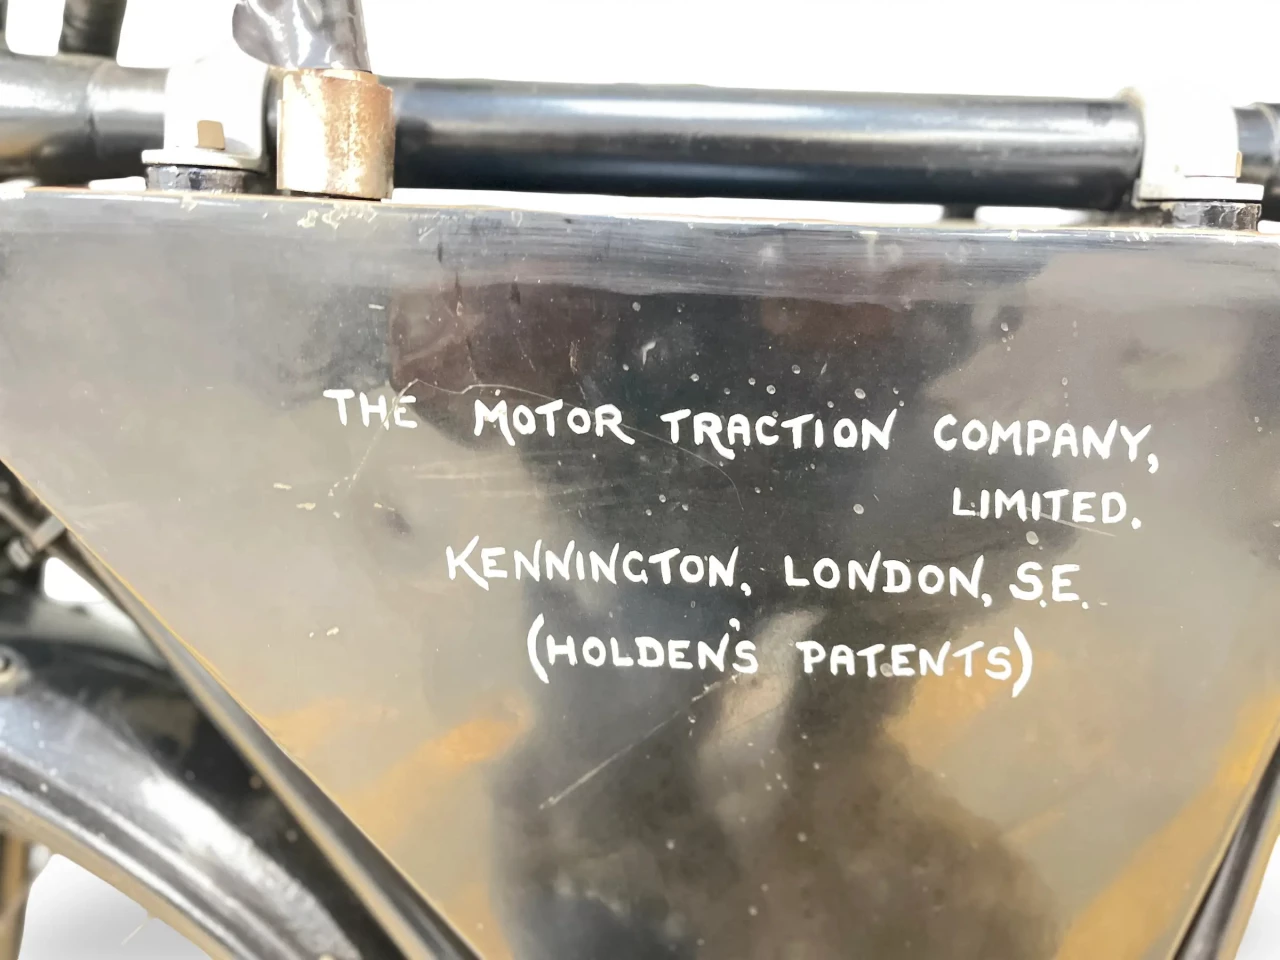 THE MOTOR TRACTION COMPANY,
LIMITED.
KENNINGTON, LONDON, S.E.
(HOLDEN'S PATENTS)